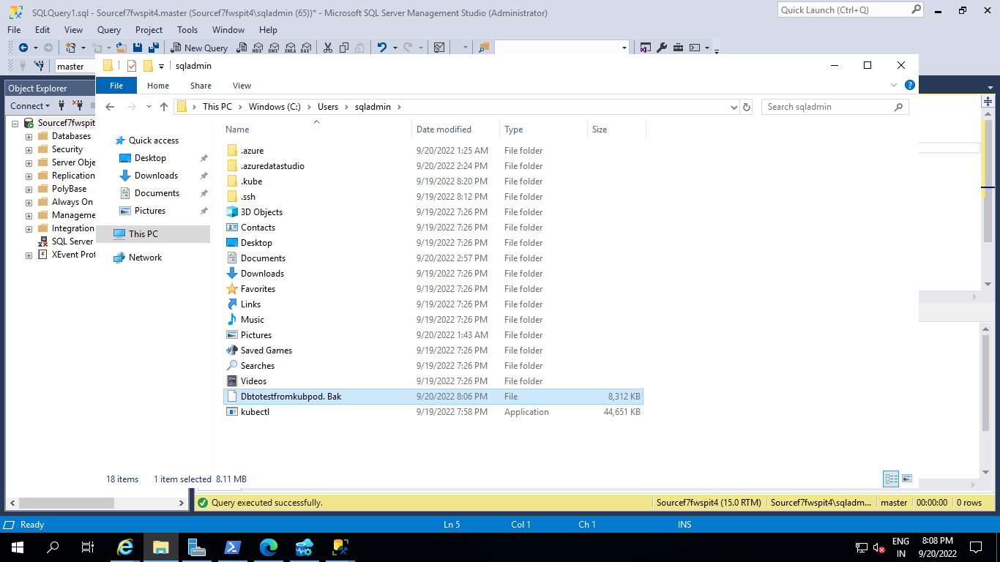 SQLQuery1.sql - Sourcef7fwspit4.master (Sourcef7fwspit4\sqladmin (65))* - Microsoft SQL Server Management Studio (Administrator)
Quick Launch (Ctrl+Q)
File Edit View Query Project Tools Window Help
New Query MDX DMX XMLA DAX
master
sqladmin
Object Explorer
File Home Share View
Connect
This PC > Windows (C:) > Users > sqladmin >
Search sqladmin
Sourcef7fwspit
Databases
Security
Server Obje
Replication
PolyBase
Always On
Manageme
Integration
SQL Server
XEvent Prof
Quick access
Desktop
Downloads
Documents
Pictures
This PC
Network
Name Date modified Type Size
.azure 9/20/2022 1:25 AM File folder
.azuredatastudio 9/20/2022 2:24 PM File folder
.kube 9/19/2022 8:20 PM File folder
.ssh 9/19/2022 8:12 PM File folder
3D Objects 9/19/2022 7:26 PM File folder
Contacts 9/19/2022 7:26 PM File folder
Desktop 9/19/2022 7:26 PM File folder
Documents 9/20/2022 2:57 PM File folder
Downloads 9/19/2022 7:26 PM File folder
Favorites 9/19/2022 7:26 PM File folder
Links 9/19/2022 7:26 PM File folder
Music 9/19/2022 7:26 PM File folder
Pictures 9/20/2022 1:43 AM File folder
Saved Games 9/19/2022 7:26 PM File folder
Searches 9/19/2022 7:26 PM File folder
Videos 9/19/2022 7:26 PM File folder
Dbtotestfromkubpod. Bak 9/20/2022 8:06 PM File 8,312 KB
kubectl 9/19/2022 7:58 PM Application 44,651 KB
18 items 1 item selected 8.11 MB
Query executed successfully.
Sourcef7fwspit4 (15.0 RTM) Sourcef7fwspit4\sqladm... master 00:00:00 0 rows
Ready Ln 5 Col 1 Ch 1 INS
ENG
IN
8:08 PM
9/20/2022